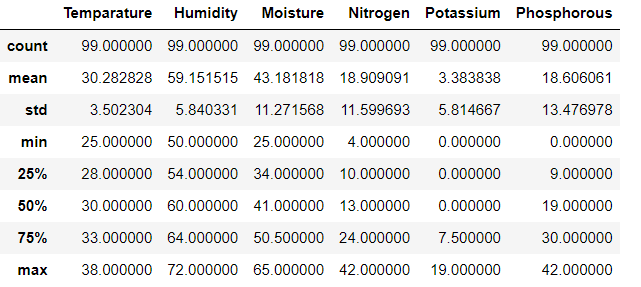 Temparature Humidity Moisture Nitrogen Potassium Phosphorous
count 99.000000 99.000000 99.000000 99.000000 99.000000 99.000000
mean 30.282828 59.151515 43.181818 18.909091 3.383838 18.606061
std 3.502304 5.840331 11.271568 11.599693 5.814667 13.476978
min 25.000000 50.000000 25.000000 4.000000 0.000000 0.000000
25% 28.000000 54.000000 34.000000 10.000000 0.000000 9.000000
50% 30.000000 60.000000 41.000000 13.000000 0.000000 19.000000
75% 33.000000 64.000000 50.500000 24.000000 7.500000 30.000000
max 38.000000 72.000000 65.000000 42.000000 19.000000 42.000000